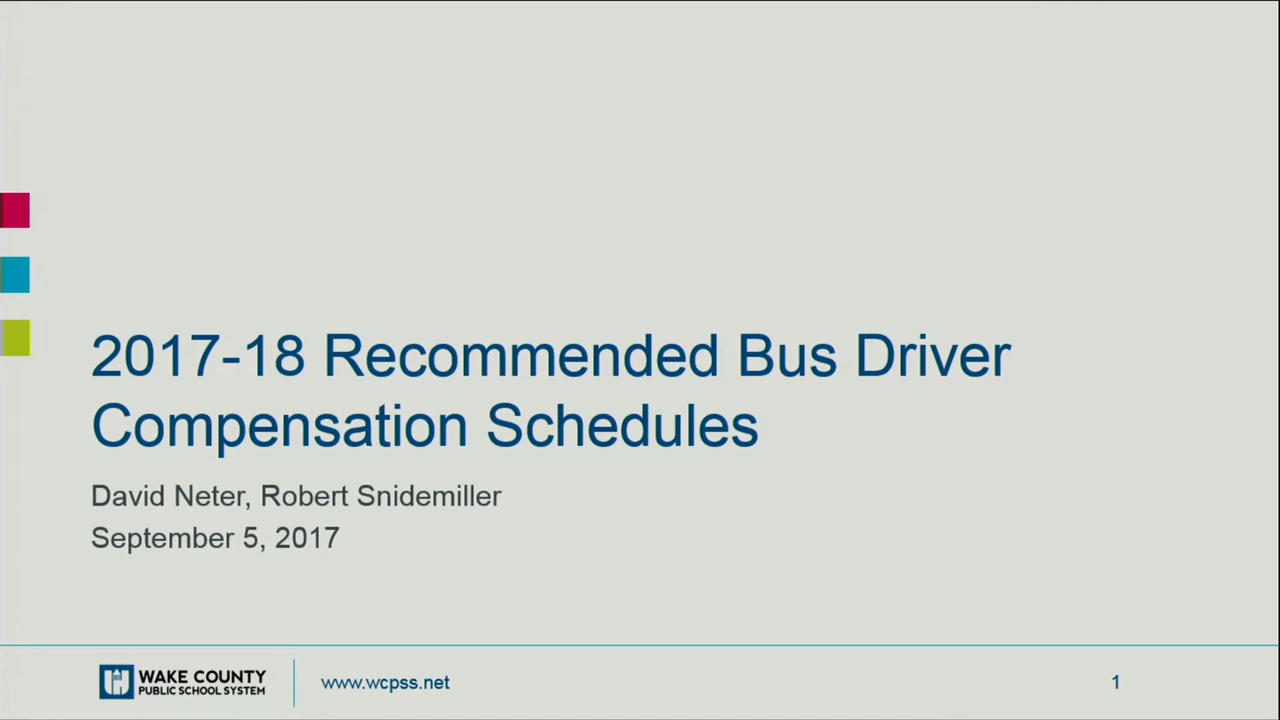 2017-18 Recommended Bus Driver
Compensation Schedules
David Neter, Robert Snidemiller
September 5, 2017
WAKE COUNTY
PUBLIC SCHOOL SYSTEM
www.wcpss.net
1